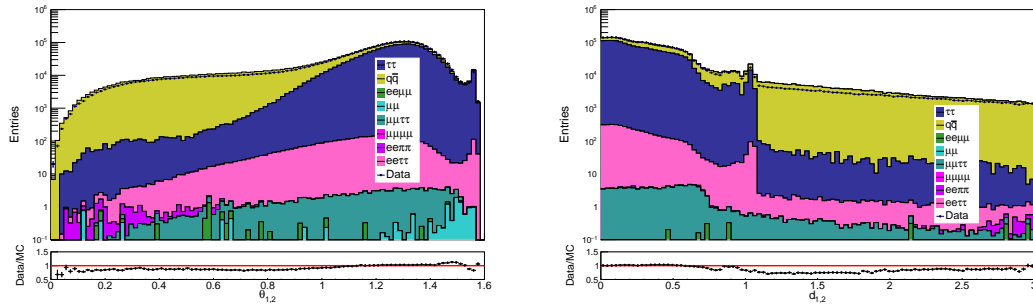 Entries
10⁶
10⁵
10⁴
10³
10²
10
1
10⁻¹
ττ
qq̄
eeμμ
μμ
μμττ
μμμμ
eeππ
eeττ
Data
Data/MC
1.5
1
0.5
0 0.2 0.4 0.6 0.8 1 1.2 1.4 1.6
θ1,2
Entries
10⁶
10⁵
10⁴
10³
10²
10
1
10⁻¹
ττ
qq̄
eeμμ
μμ
μμττ
μμμμ
eeππ
eeττ
Data
Data/MC
1.5
1
0.5
0 0.5 1 1.5 2 2.5 3
d1,2